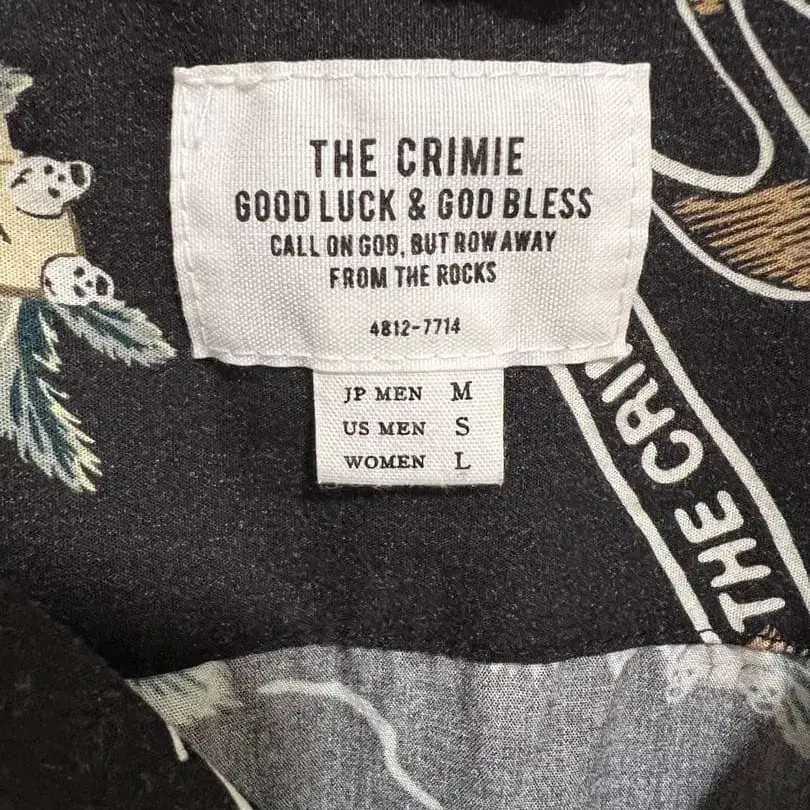 THE CRIMIE
GOOD LUCK & GOD BLESS
CALL ON GOD, BUT ROW AWAY
FROM THE ROCKS
4812-7714
JP MEN M
US MEN S
WOMEN L
THE CRI